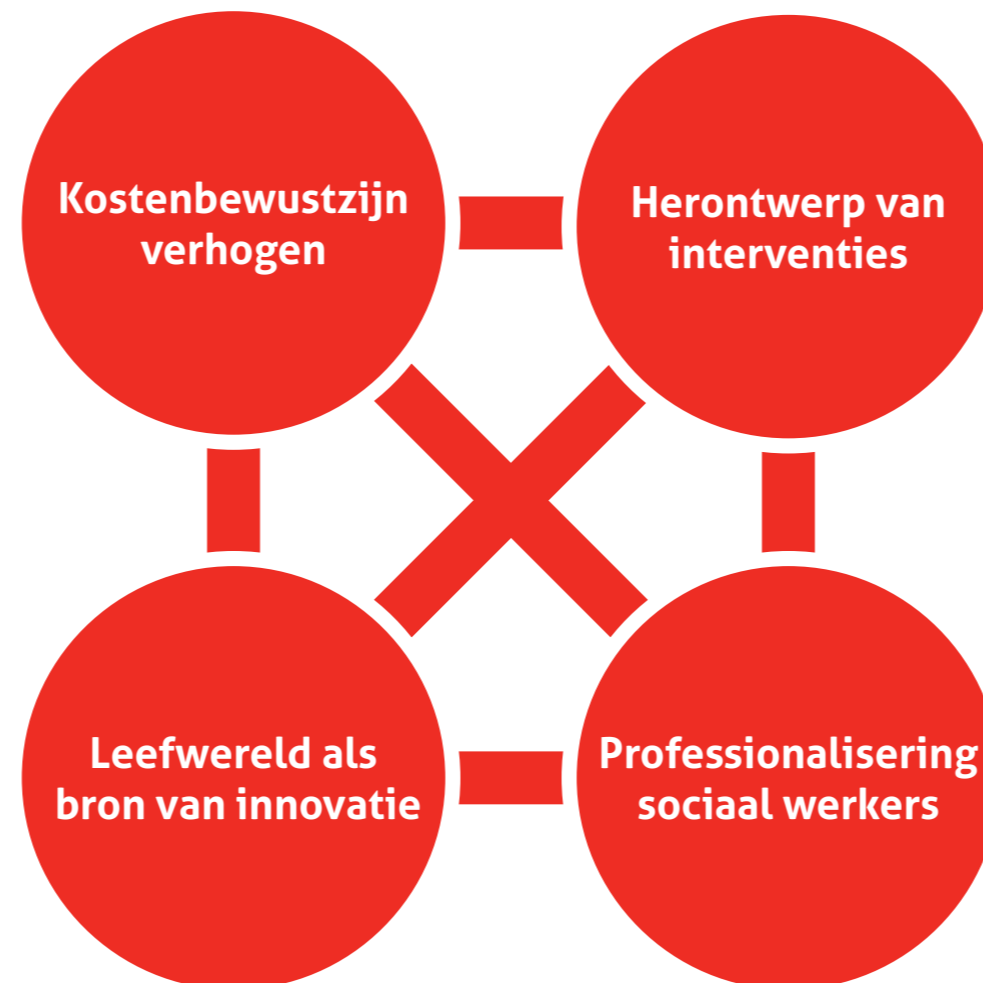 Kostenbewustzijn
verhogen
Herontwerp van
interventies
Leefwereld als
bron van innovatie
Professionalisering
sociaal werkers